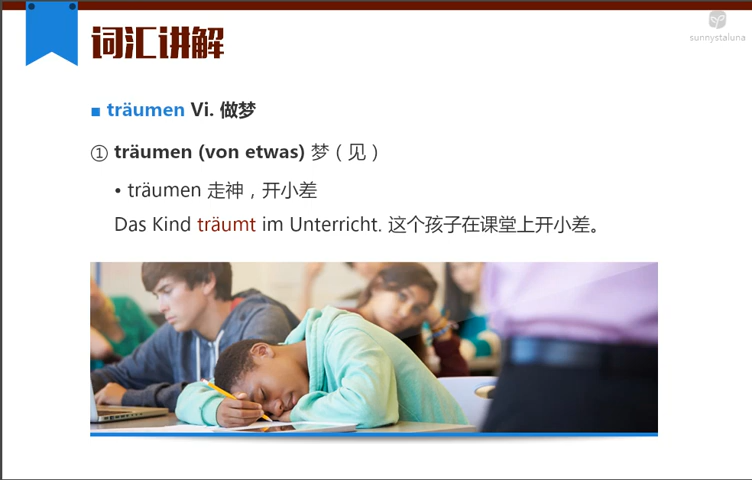 词汇讲解
sunnystaluna
träumen Vi. 做梦
① träumen (von etwas) 梦（见）
• träumen 走神，开小差
Das Kind träumt im Unterricht. 这个孩子在课堂上开小差。